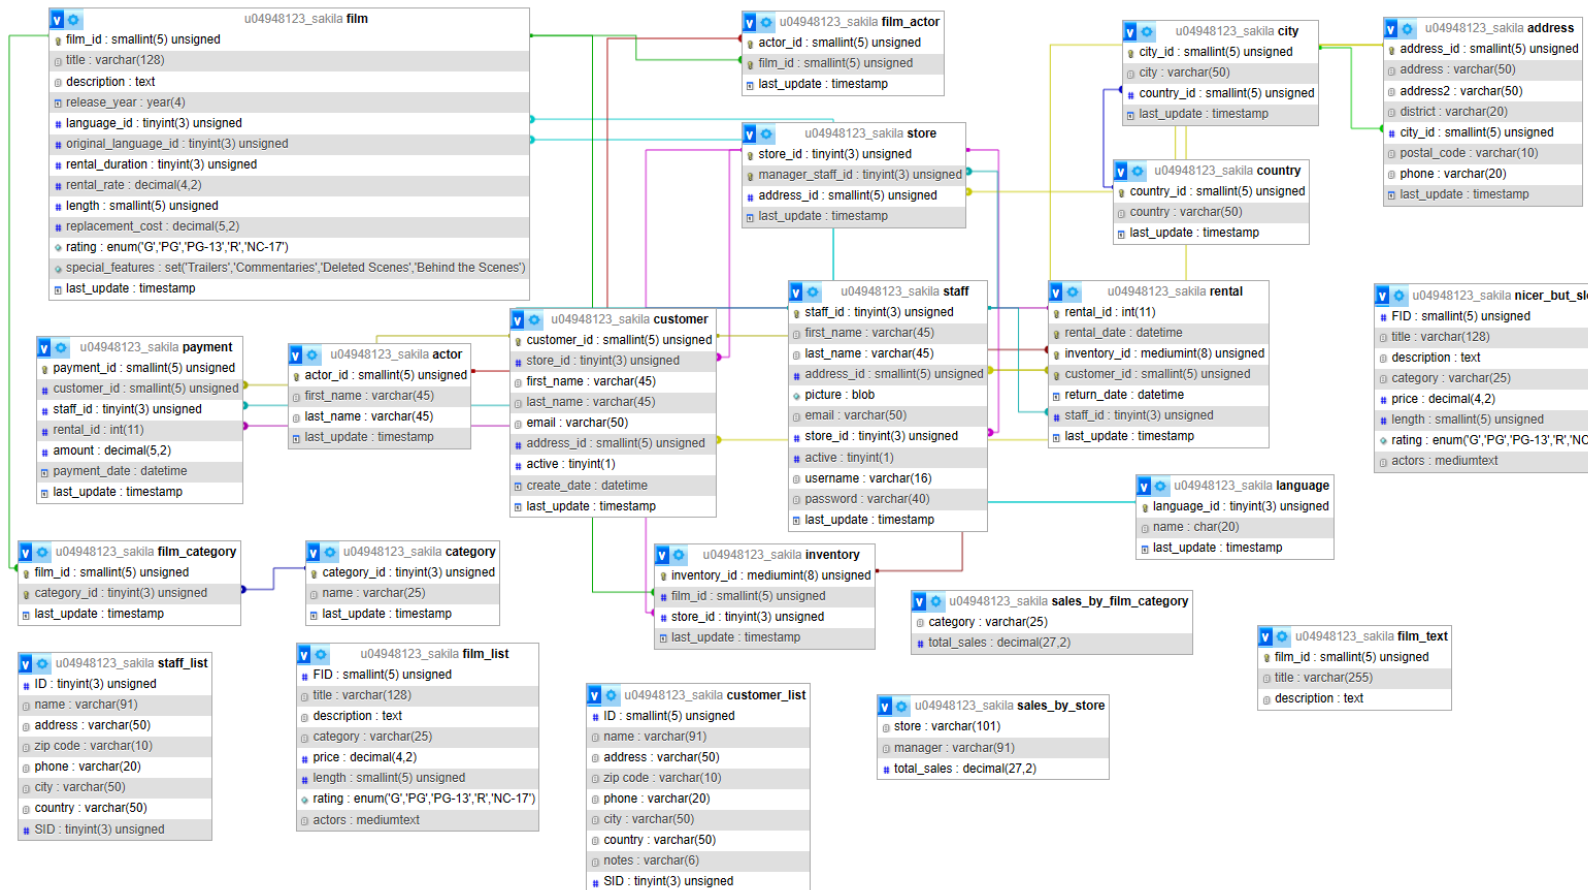 u04948123_sakila film
film_id : smallint(5) unsigned
title : varchar(128)
description : text
release_year : year(4)
language_id : tinyint(3) unsigned
original_language_id : tinyint(3) unsigned
rental_duration : tinyint(3) unsigned
rental_rate : decimal(4,2)
length : smallint(5) unsigned
replacement_cost : decimal(5,2)
rating : enum('G','PG','PG-13','R','NC-17')
special_features : set('Trailers','Commentaries','Deleted Scenes','Behind the Scenes')
last_update : timestamp
u04948123_sakila film_actor
actor_id : smallint(5) unsigned
film_id : smallint(5) unsigned
last_update : timestamp
u04948123_sakila city
city_id : smallint(5) unsigned
city : varchar(50)
country_id : smallint(5) unsigned
last_update : timestamp
u04948123_sakila address
address_id : smallint(5) unsigned
address : varchar(50)
address2 : varchar(50)
district : varchar(20)
city_id : smallint(5) unsigned
postal_code : varchar(10)
phone : varchar(20)
last_update : timestamp
u04948123_sakila store
store_id : tinyint(3) unsigned
manager_staff_id : tinyint(3) unsigned
address_id : smallint(5) unsigned
last_update : timestamp
u04948123_sakila country
country_id : smallint(5) unsigned
country : varchar(50)
last_update : timestamp
u04948123_sakila payment
payment_id : smallint(5) unsigned
customer_id : smallint(5) unsigned
staff_id : tinyint(3) unsigned
rental_id : int(11)
amount : decimal(5,2)
payment_date : datetime
last_update : timestamp
u04948123_sakila actor
actor_id : smallint(5) unsigned
first_name : varchar(45)
last_name : varchar(45)
last_update : timestamp
u04948123_sakila customer
customer_id : smallint(5) unsigned
store_id : tinyint(3) unsigned
first_name : varchar(45)
last_name : varchar(45)
email : varchar(50)
address_id : smallint(5) unsigned
active : tinyint(1)
create_date : datetime
last_update : timestamp
u04948123_sakila staff
staff_id : tinyint(3) unsigned
first_name : varchar(45)
last_name : varchar(45)
address_id : smallint(5) unsigned
picture : blob
email : varchar(50)
store_id : tinyint(3) unsigned
active : tinyint(1)
username : varchar(16)
password : varchar(40)
last_update : timestamp
u04948123_sakila rental
rental_id : int(11)
rental_date : datetime
inventory_id : mediumint(8) unsigned
customer_id : smallint(5) unsigned
return_date : datetime
staff_id : tinyint(3) unsigned
last_update : timestamp
u04948123_sakila
FID : smallint(5) unsigned
title : varchar(128)
description : text
category : varchar(25)
price : decimal(4,2)
length : smallint(5) unsigned
rating : enum('G','PG','PG-13','R','NC
actors : mediumtext
u04948123_sakila language
language_id : tinyint(3) unsigned
name : char(20)
last_update : timestamp
u04948123_sakila film_category
film_id : smallint(5) unsigned
category_id : tinyint(3) unsigned
last_update : timestamp
u04948123_sakila category
category_id : tinyint(3) unsigned
name : varchar(25)
last_update : timestamp
u04948123_sakila inventory
inventory_id : mediumint(8) unsigned
film_id : smallint(5) unsigned
store_id : tinyint(3) unsigned
last_update : timestamp
u04948123_sakila sales_by_film_category
category : varchar(25)
total_sales : decimal(27,2)
u04948123_sakila film_text
film_id : smallint(5) unsigned
title : varchar(255)
description : text
u04948123_sakila staff_list
ID : tinyint(3) unsigned
name : varchar(91)
address : varchar(50)
zip code : varchar(10)
phone : varchar(20)
city : varchar(50)
country : varchar(50)
SID : tinyint(3) unsigned
u04948123_sakila film_list
FID : smallint(5) unsigned
title : varchar(128)
description : text
category : varchar(25)
price : decimal(4,2)
length : smallint(5) unsigned
rating : enum('G','PG','PG-13','R','NC-17')
actors : mediumtext
u04948123_sakila customer_list
ID : smallint(5) unsigned
name : varchar(91)
address : varchar(50)
zip code : varchar(10)
phone : varchar(20)
city : varchar(50)
country : varchar(50)
notes : varchar(6)
SID : tinyint(3) unsigned
u04948123_sakila sales_by_store
store : varchar(101)
manager : varchar(91)
total_sales : decimal(27,2)